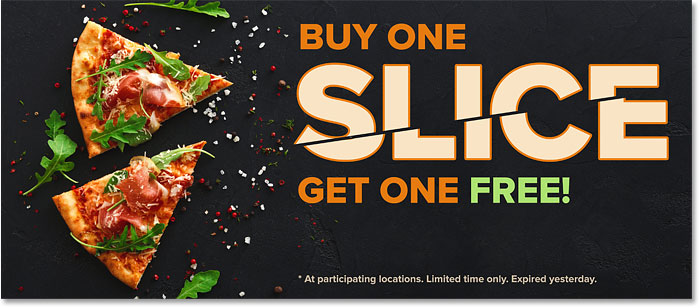 BUY ONE
SLICE
GET ONE FREE!
* At participating locations. Limited time only. Expired yesterday.